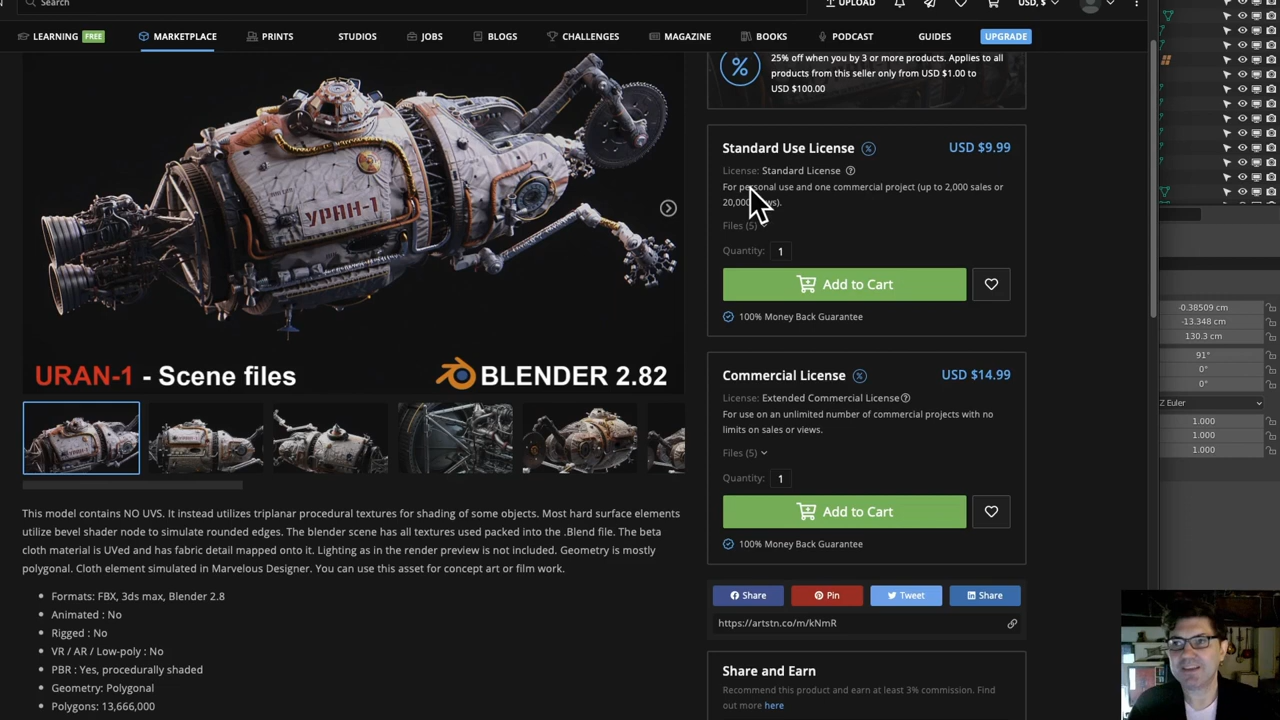 Search
UPLOAD
USD, $
LEARNING FREE
MARKETPLACE
PRINTS
STUDIOS
JOBS
BLOGS
CHALLENGES
MAGAZINE
BOOKS
PODCAST
GUIDES
UPGRADE
25% off when you by 3 or more products. Applies to all
products from this seller only from USD $1.00 to
USD $100.00
%
Standard Use License
USD $9.99
License: Standard License
For personal use and one commercial project (up to 2,000 sales or
Files (5)
Quantity: 1
Add to Cart
100% Money Back Guarantee
УРАН-1
URAN-1 - Scene files
BLENDER 2.82
Commercial License
USD $14.99
License: Extended Commercial License
For use on an unlimited number of commercial projects with no
limits on sales or views.
Files (5)
Quantity: 1
Add to Cart
100% Money Back Guarantee
This model contains NO UVS. It instead utilizes triplanar procedural textures for shading of some objects. Most hard surface elements
utilize bevel shader node to simulate rounded edges. The blender scene has all textures used packed into the .Blend file. The beta
cloth material is UVed and has fabric detail mapped onto it. Lighting as in the render preview is not included. Geometry is mostly
polygonal. Cloth element simulated in Marvelous Designer. You can use this asset for concept art or film work.
Formats: FBX, 3ds max, Blender 2.8
Animated : No
Rigged : No
VR / AR / Low-poly : No
PBR : Yes, procedurally shaded
Geometry: Polygonal
Polygons: 13,666,000
Share
Pin
Tweet
Share
https://artstn.co/m/kNmR
Share and Earn
Recommend this product and earn at least 3% commission. Find
out more here
-0.38509 cm
-13.348 cm
130.3 cm
91°
0°
0°
Z Euler
1.000
1.000
1.000